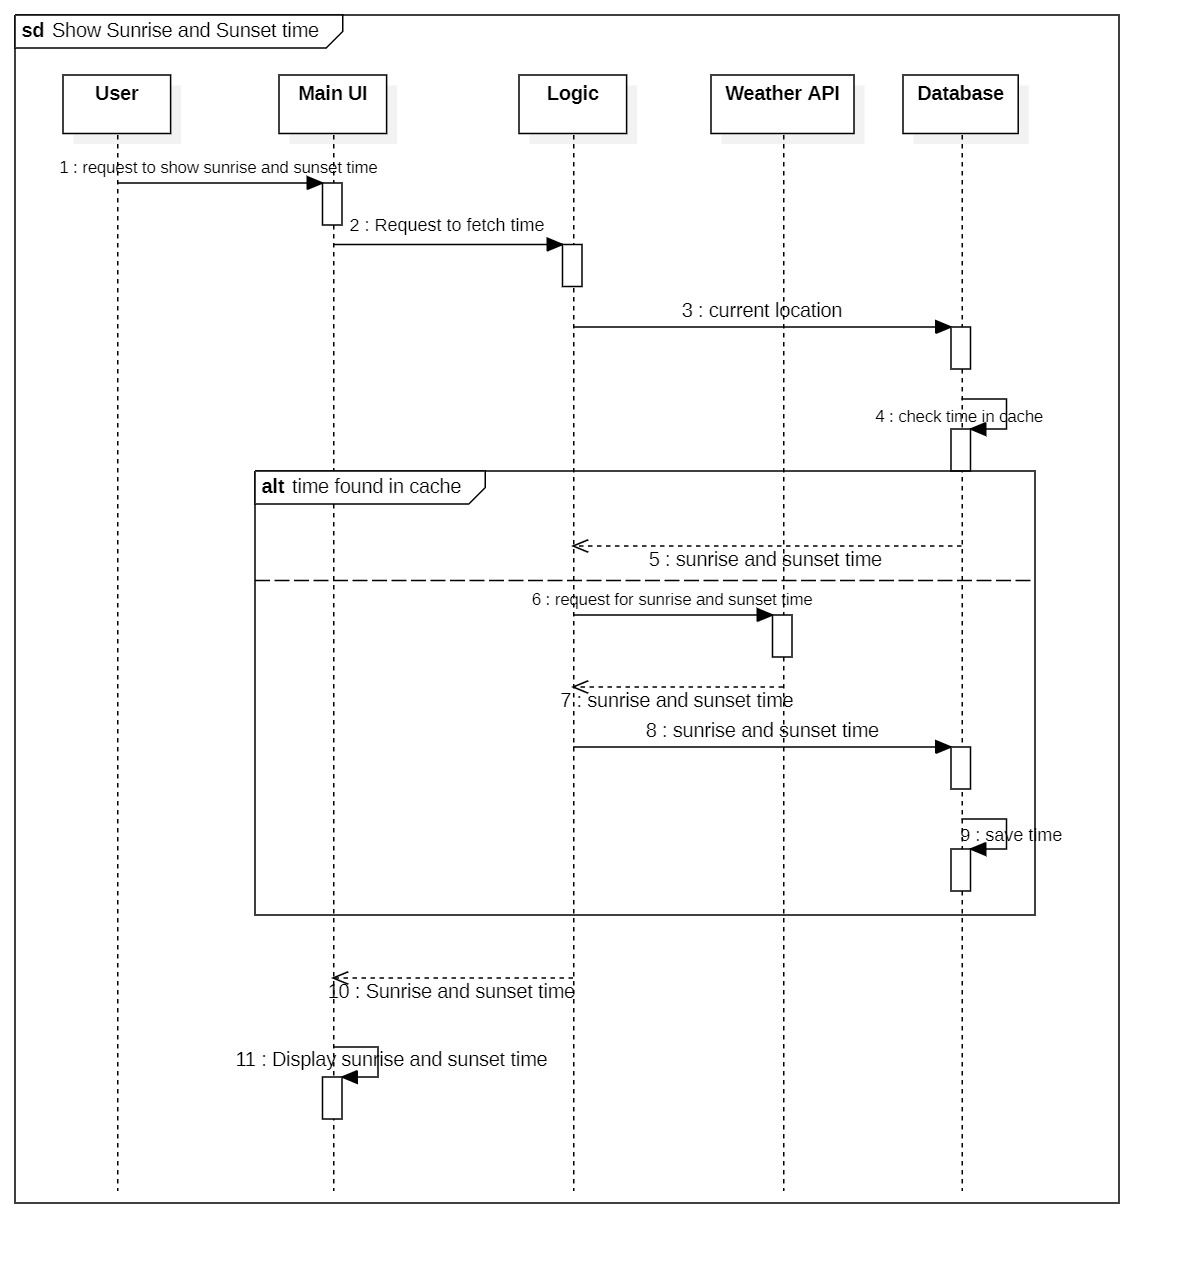 sd Show Sunrise and Sunset time
User
Main UI
Logic
Weather API
Database
1 : request to show sunrise and sunset time
2 : Request to fetch time
3 : current location
4 : check time in cache
alt time found in cache
5 : sunrise and sunset time
6 : request for sunrise and sunset time
7 : sunrise and sunset time
8 : sunrise and sunset time
9 : save time
10 : Sunrise and sunset time
11 : Display sunrise and sunset time